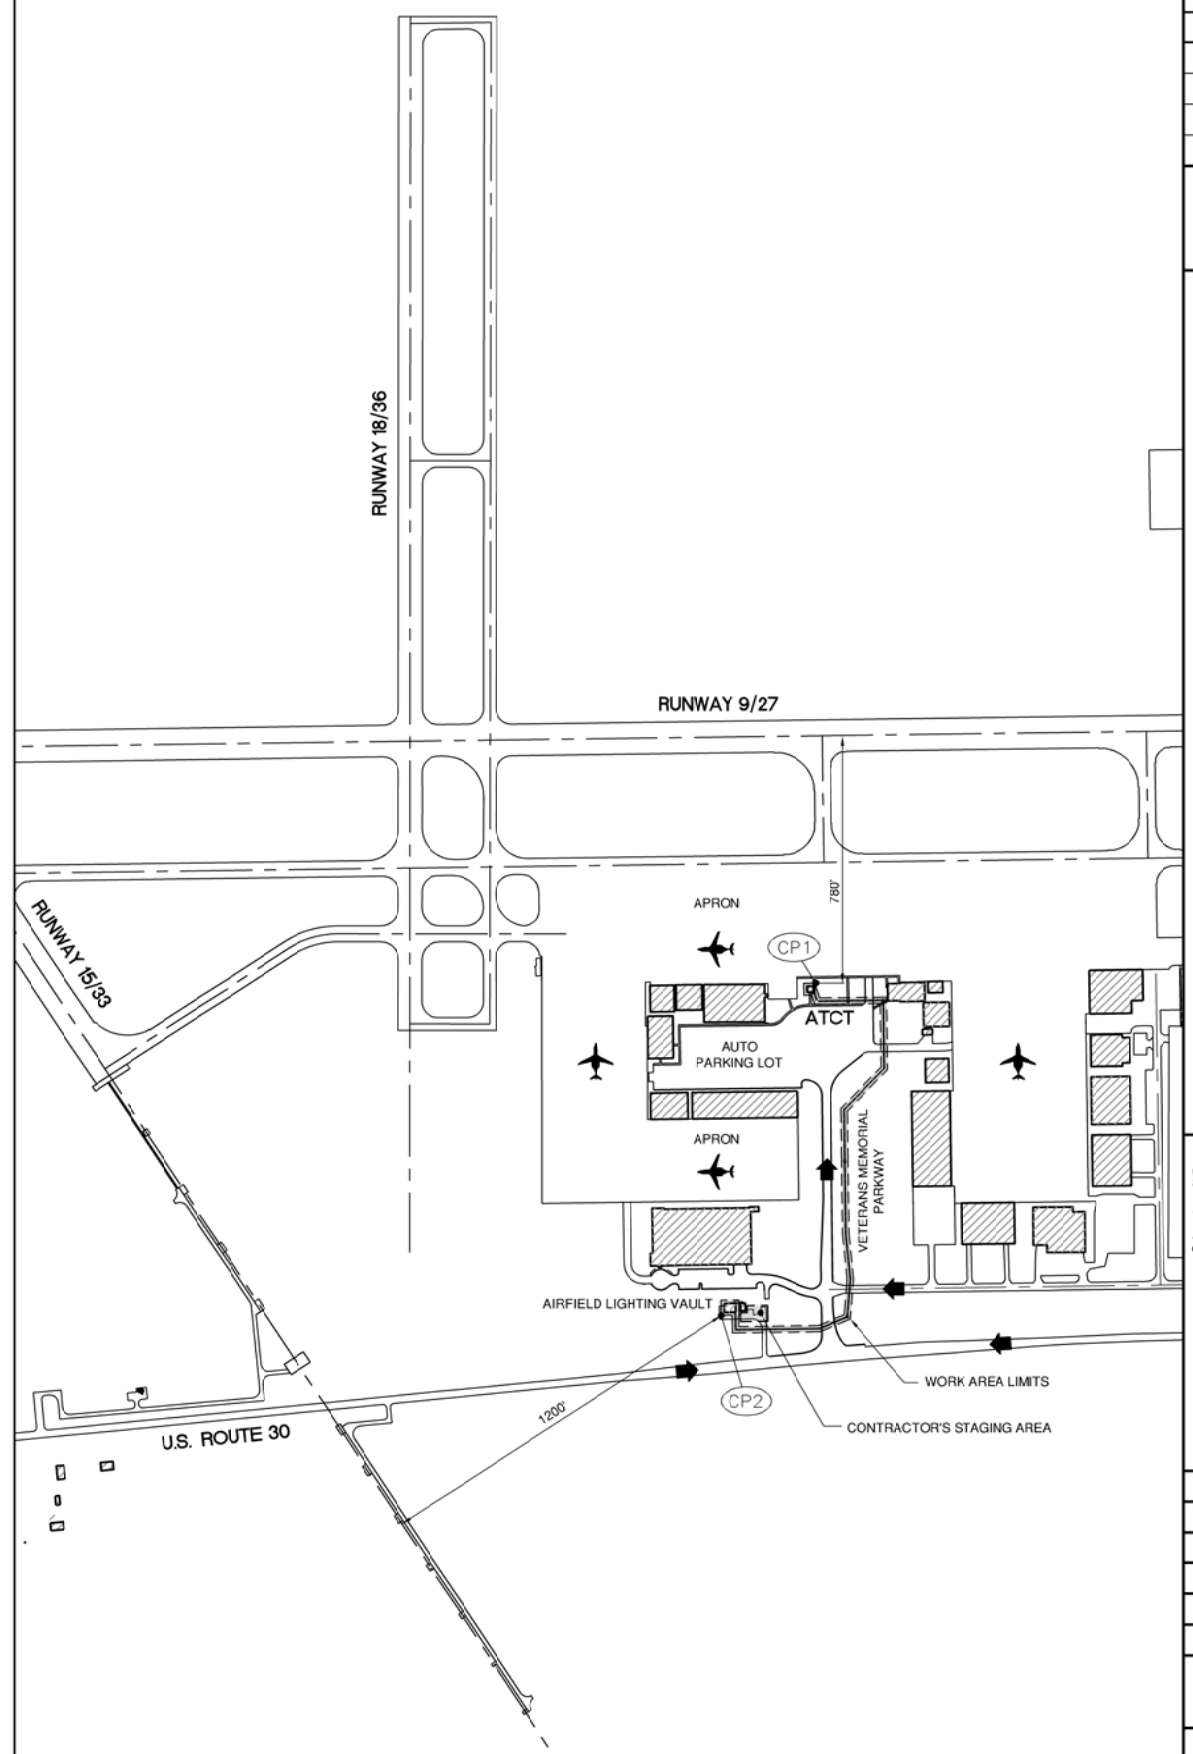 RUNWAY 18/36
RUNWAY 9/27
RUNWAY 15/33
APRON
780'
CP1
ATCT
AUTO
PARKING LOT
APRON
VETERANS MEMORIAL
PARKWAY
AIRFIELD LIGHTING VAULT
WORK AREA LIMITS
CP2
1200'
CONTRACTOR'S STAGING AREA
U.S. ROUTE 30